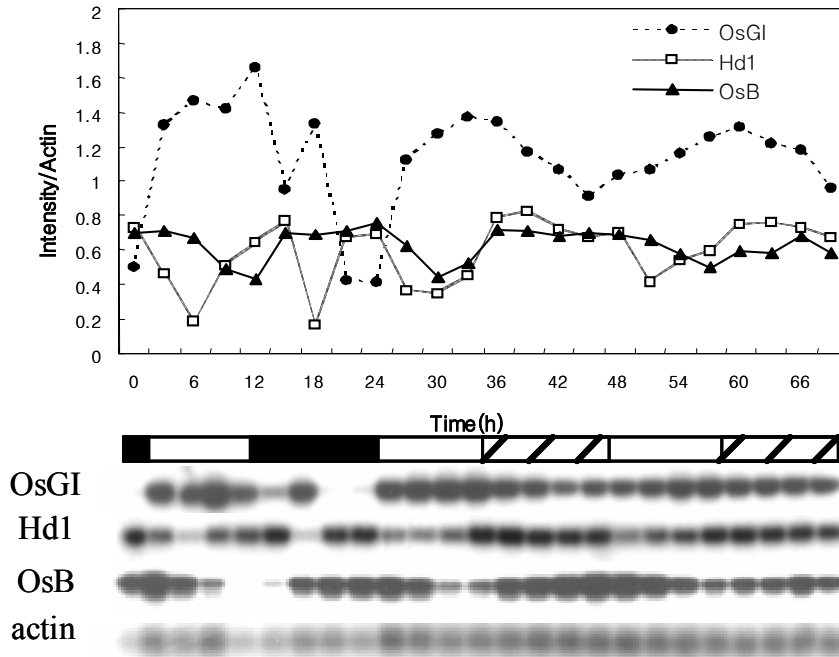 2
1.8
1.6
1.4
1.2
1
0.8
0.6
0.4
0.2
0
Intensity/Actin
OsGI
Hd1
OsB
0 6 12 18 24 30 36 42 48 54 60 66
Time(h)
OsGI
Hd1
OsB
actin